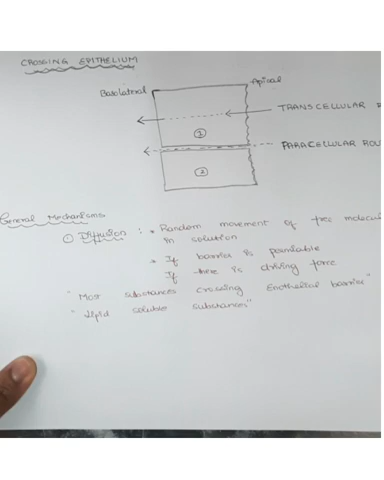 CROSSING EPITHELIUM
Basolateral
Apical
TRANSCELLULAR
①
PARACELLULAR ROU
②
General Mechanisms
① Diffusion : • Random movement of free molecul
in solution
• If barrier is permeable
If there is driving force
" Most substances crossing Endothelial barrier"
" Lipid soluble substances"